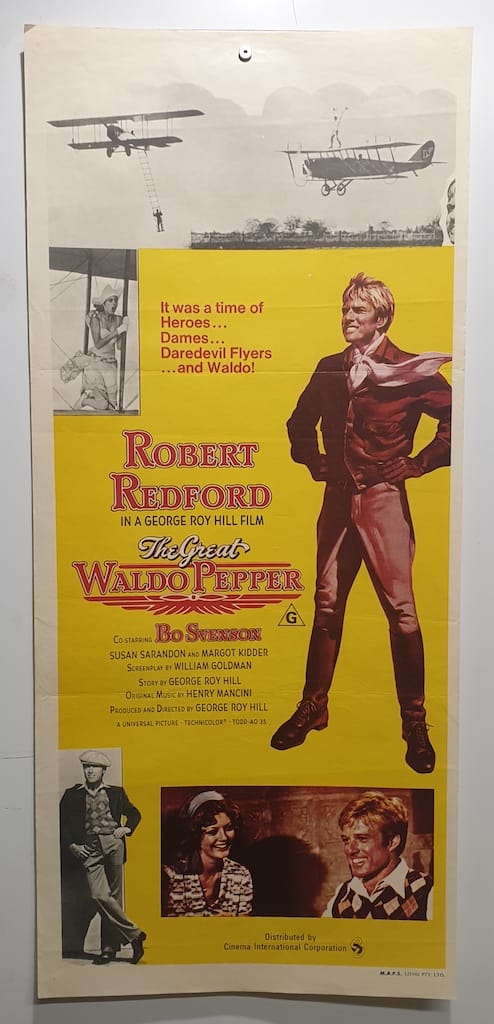 It was a time of
Heroes...
Dames...
Daredevil Flyers
...and Waldo!
ROBERT
REDFORD
IN A GEORGE ROY HILL FILM
The Great
WALDO PEPPER
G
CO-STARRING BO SVENSON
SUSAN SARANDON AND MARGOT KIDDER
SCREENPLAY BY WILLIAM GOLDMAN
STORY BY GEORGE ROY HILL
ORIGINAL MUSIC BY HENRY MANCINI
PRODUCED AND DIRECTED BY GEORGE ROY HILL
A UNIVERSAL PICTURE · TECHNICOLOR® · TODD-AO 35
Distributed by
Cinema International Corporation
M.A.P.S. LITHO PTY. LTD.